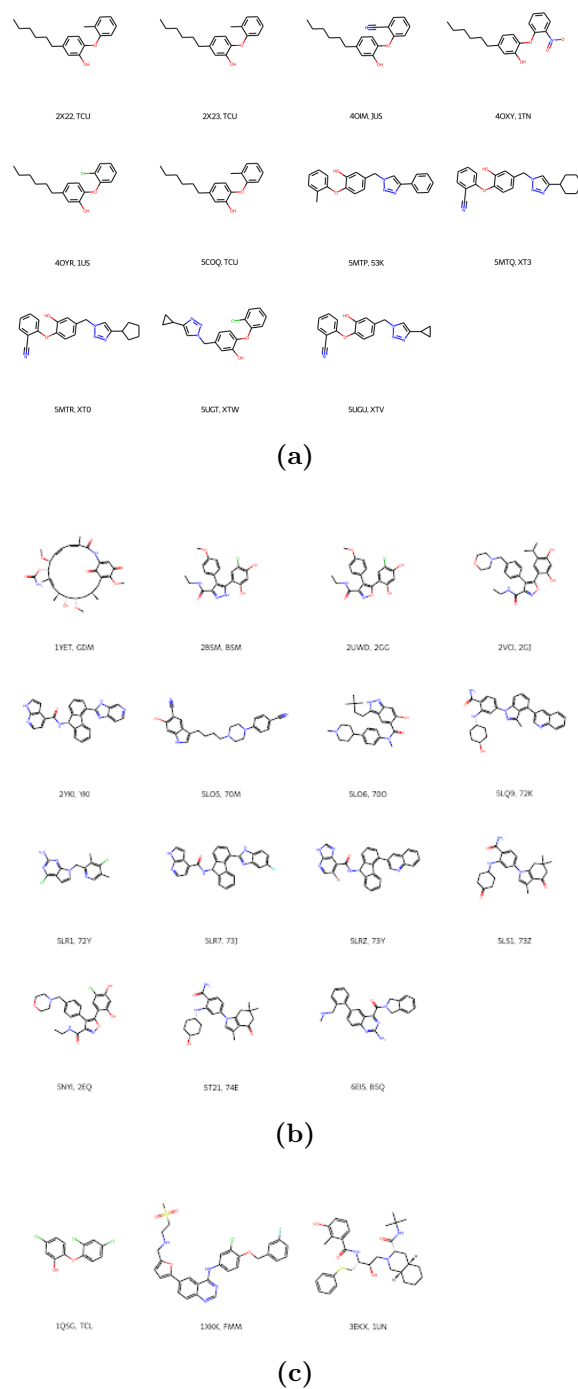 2X22, TCU
2X23, TCU
4OIM, JUS
4OXY, 1TN
4OYR, 1US
5COQ, TCU
5MTP, 53K
5MTQ, XT3
5MTR, XT0
5UGT, XTW
5UGU, XTV
(a)
1YET, GDM
2BSM, BSM
2UWD, 2GG
2VCI, 2GJ
2YKI, YKI
5LO5, 70M
5LO6, 70O
5LQ9, 72K
5LR1, 72Y
5LR7, 73J
5LRZ, 73Y
5LS1, 73Z
5NYI, 2EQ
5T21, 74E
6EI5, B5Q
(b)
1QSG, TCL
1XKK, FMM
3EKX, 1UN
(c)